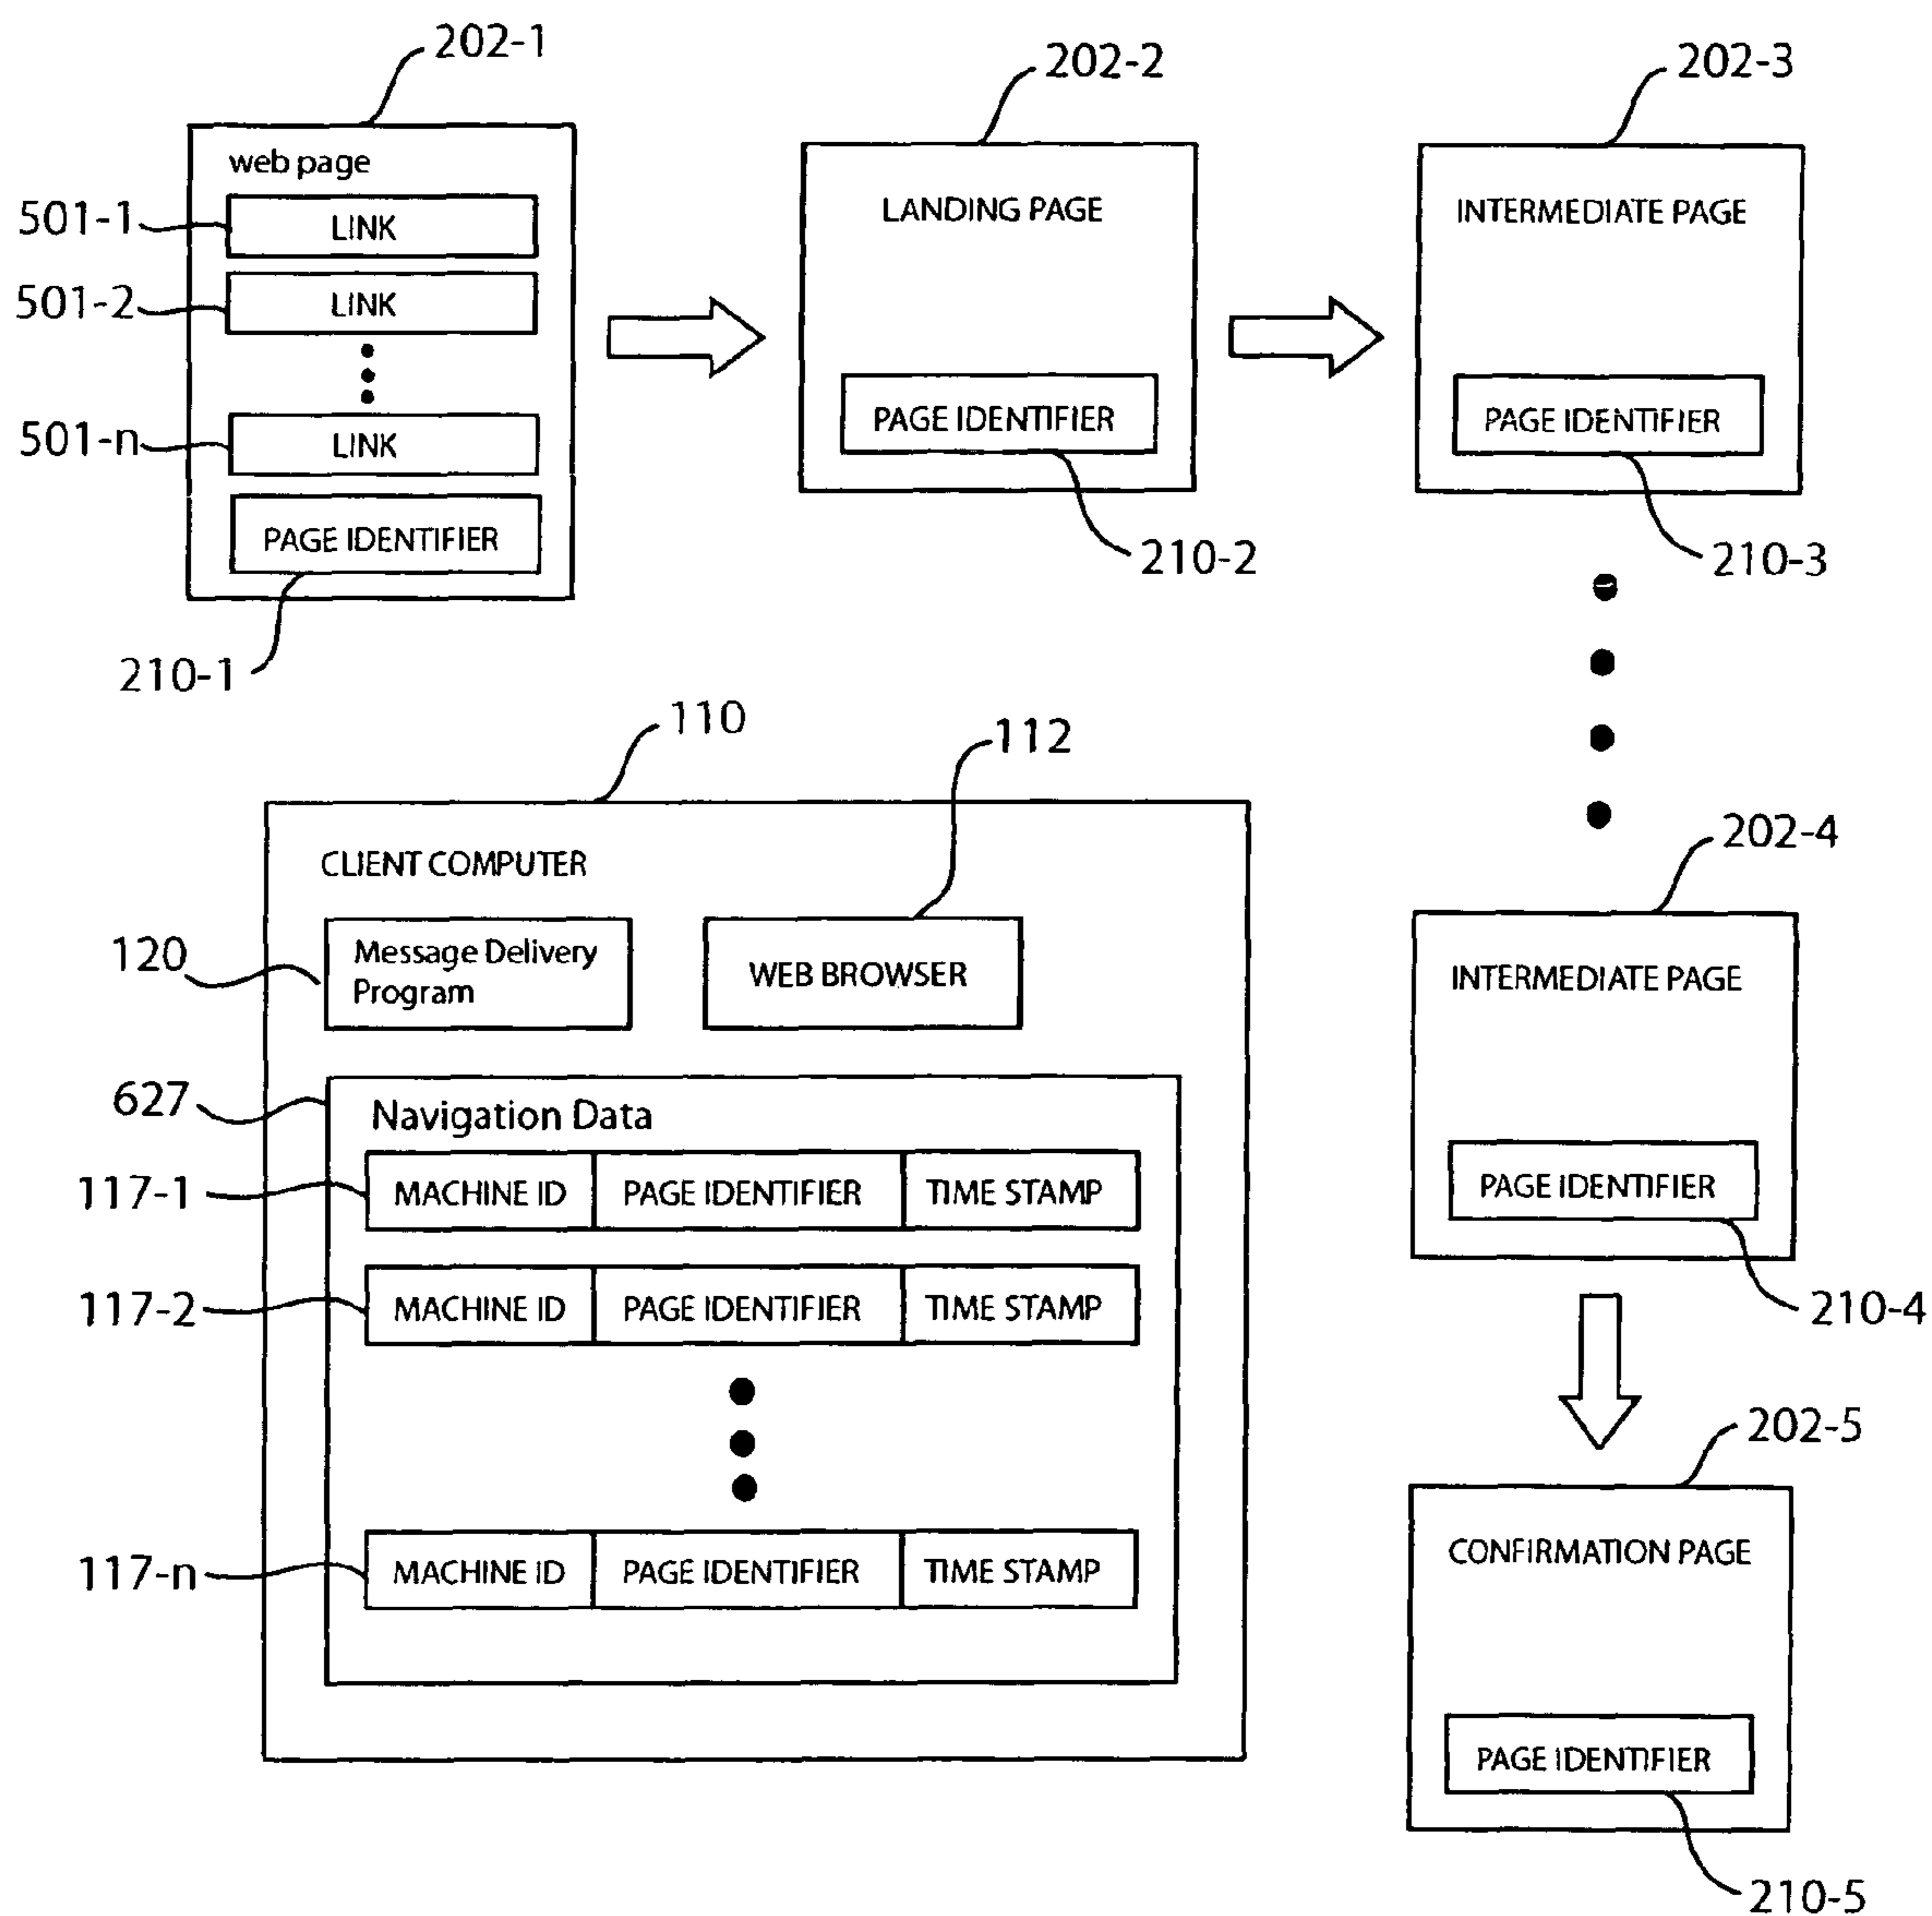 202-1
web page
501-1
LINK
501-2
LINK
501-n
LINK
PAGE IDENTIFIER
210-1
202-2
LANDING PAGE
PAGE IDENTIFIER
210-2
202-3
INTERMEDIATE PAGE
PAGE IDENTIFIER
210-3
110
112
CLIENT COMPUTER
120
Message Delivery
Program
WEB BROWSER
627
Navigation Data
117-1
MACHINE ID PAGE IDENTIFIER TIME STAMP
117-2
MACHINE ID PAGE IDENTIFIER TIME STAMP
117-n
MACHINE ID PAGE IDENTIFIER TIME STAMP
202-4
INTERMEDIATE PAGE
PAGE IDENTIFIER
210-4
202-5
CONFIRMATION PAGE
PAGE IDENTIFIER
210-5